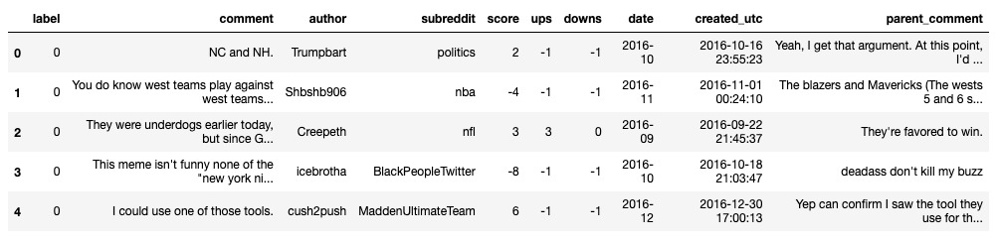 label comment author subreddit score ups downs date created_utc parent_comment
0 0 NC and NH. Trumpbart politics 2 -1 -1 2016-10 2016-10-16 23:55:23 Yeah, I get that argument. At this point, I'd ...
1 0 You do know west teams play against west teams... Shbshb906 nba -4 -1 -1 2016-11 2016-11-01 00:24:10 The blazers and Mavericks (The wests 5 and 6 s...
2 0 They were underdogs earlier today, but since G... Creepeth nfl 3 3 0 2016-09 2016-09-22 21:45:37 They're favored to win.
3 0 This meme isn't funny none of the "new york ni... icebrotha BlackPeopleTwitter -8 -1 -1 2016-10 2016-10-18 21:03:47 deadass don't kill my buzz
4 0 I could use one of those tools. cush2push MaddenUltimateTeam 6 -1 -1 2016-12 2016-12-30 17:00:13 Yep can confirm I saw the tool they use for th...